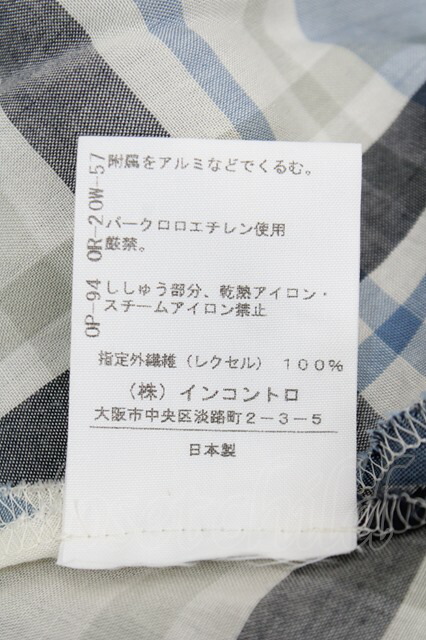 附属をアルミなどでくるむ。
パークロロエチレン使用
厳禁。
ししゅう部分、乾熱アイロン・
スチームアイロン禁止
指定外繊維（レクセル） 100%
（株）インコントロ
大阪市中央区淡路町2-3-5
日本製
OP-94 OR-20W-57